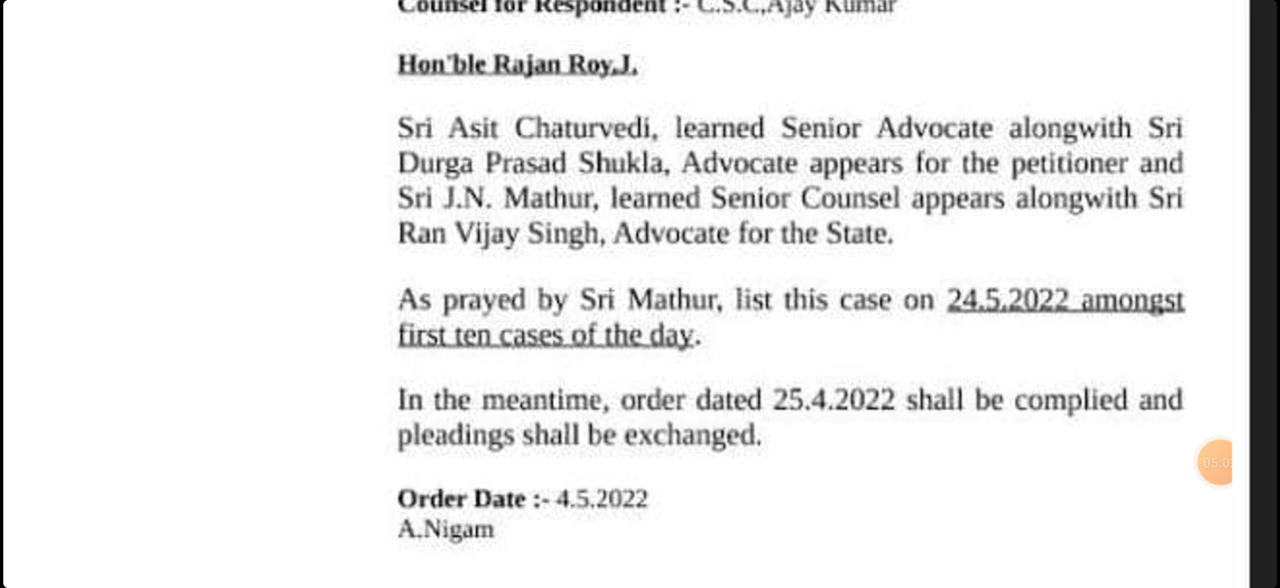 Counsel for Respondent :- C.S.C,Ajay Kumar
Hon'ble Rajan Roy,J.
Sri Asit Chaturvedi, learned Senior Advocate alongwith Sri
Durga Prasad Shukla, Advocate appears for the petitioner and
Sri J.N. Mathur, learned Senior Counsel appears alongwith Sri
Ran Vijay Singh, Advocate for the State.
As prayed by Sri Mathur, list this case on 24.5.2022 amongst
first ten cases of the day.
In the meantime, order dated 25.4.2022 shall be complied and
pleadings shall be exchanged.
Order Date :- 4.5.2022
A.Nigam